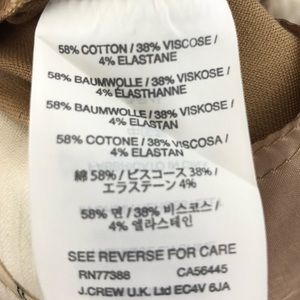 58% COTTON / 38% VISCOSE /
4% ELASTANE
58% BAUMWOLLE / 38% VISKOSE /
4% ELASTHANNE
58% BAUMWOLLE / 38% VISKOSE /
4% ELASTAN
58% COTONE / 38% VISCOSA /
4% ELASTAN
綿 58% / ビスコース 38% /
エラステーン 4%
58% 면 / 38% 비스코스 /
4% 엘라스테인
SEE REVERSE FOR CARE
RN77388 CA56445
J.CREW U.K. Ltd EC4V 6JA